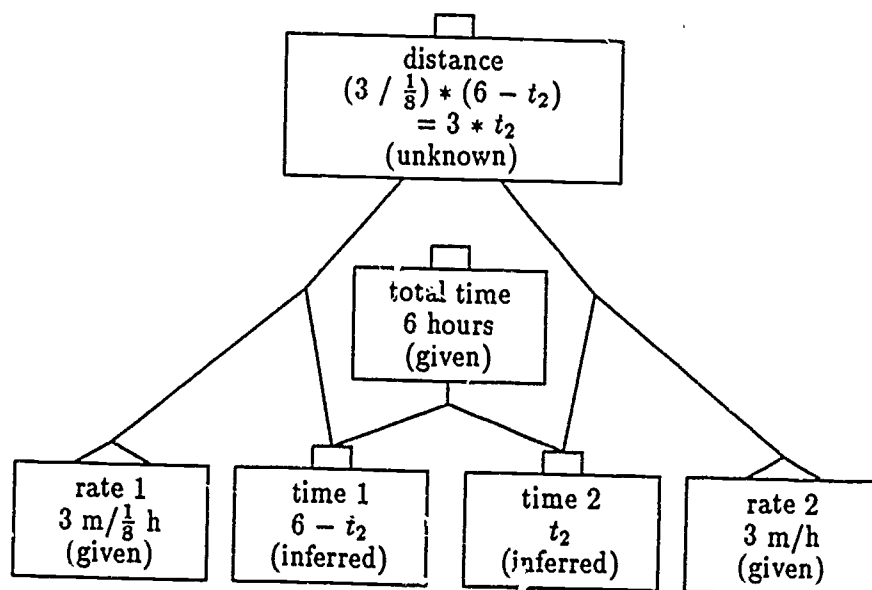 distance
(3 / 1/8) * (6 − t₂)
= 3 * t₂
(unknown)
total time
6 hours
(given)
rate 1
3 m/1/8 h
(given)
time 1
6 − t₂
(inferred)
time 2
t₂
(inferred)
rate 2
3 m/h
(given)